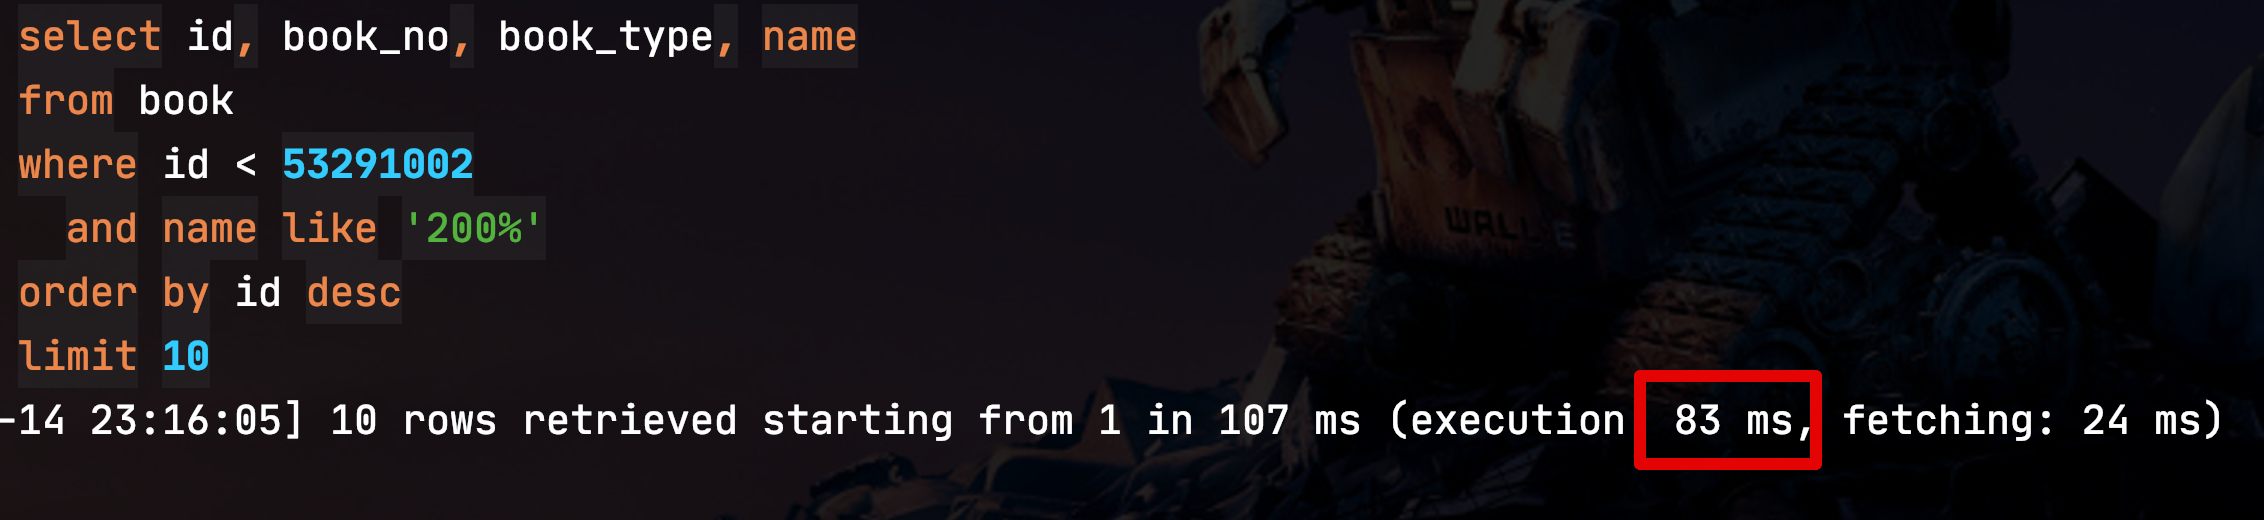 select id, book_no, book_type, name
from book
where id < 53291002
  and name like '200%'
order by id desc
limit 10
-14 23:16:05] 10 rows retrieved starting from 1 in 107 ms (execution 83 ms, fetching: 24 ms)
WALL E